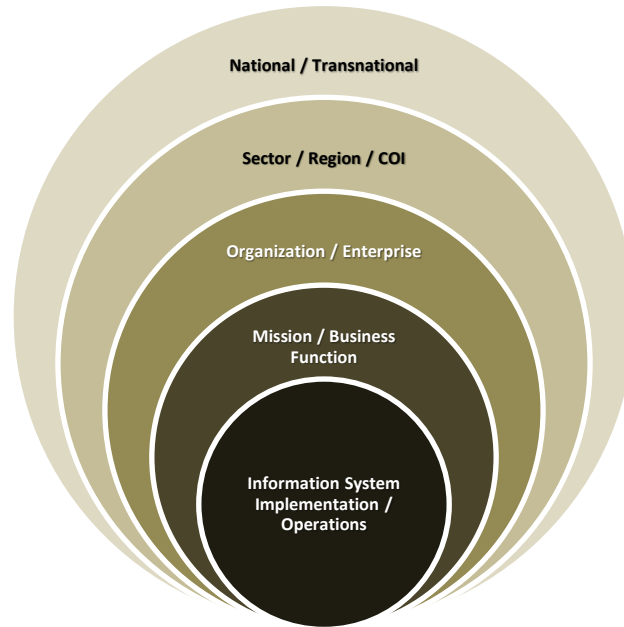 National / Transnational
Sector / Region / COI
Organization / Enterprise
Mission / Business
Function
Information System
Implementation /
Operations